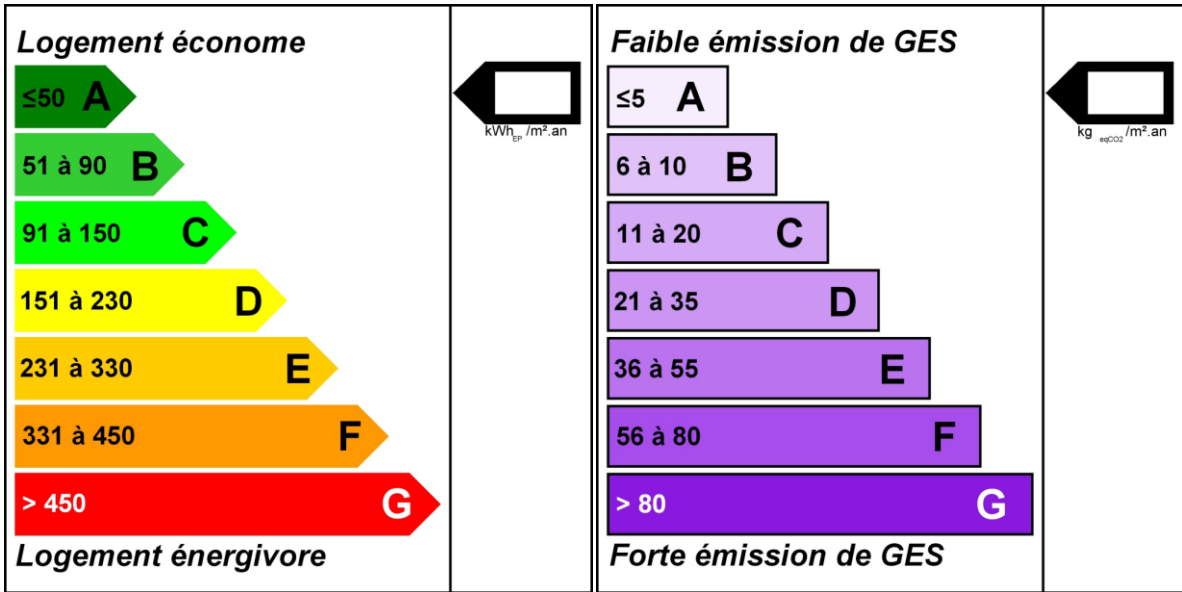 Logement économe
≤50 A
51 à 90 B
91 à 150 C
151 à 230 D
231 à 330 E
331 à 450 F
> 450 G
Logement énergivore
kWhEP /m².an
Faible émission de GES
≤5 A
6 à 10 B
11 à 20 C
21 à 35 D
36 à 55 E
56 à 80 F
> 80 G
Forte émission de GES
kg eqCO2 /m².an